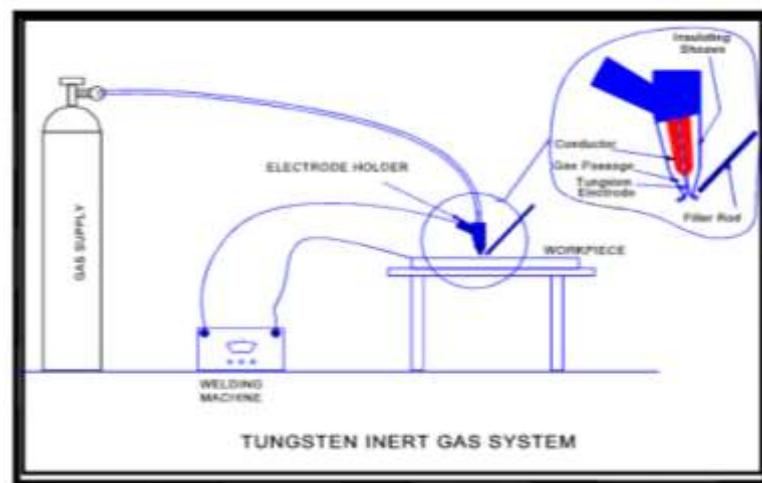 Insulating
Sheawn
Conductor
Gas Passage
Tungsten
Electrode
Filler Rod
ELECTRODE HOLDER
GAS SUPPLY
WORKPIECE
WELDING
MACHINE
TUNGSTEN INERT GAS SYSTEM